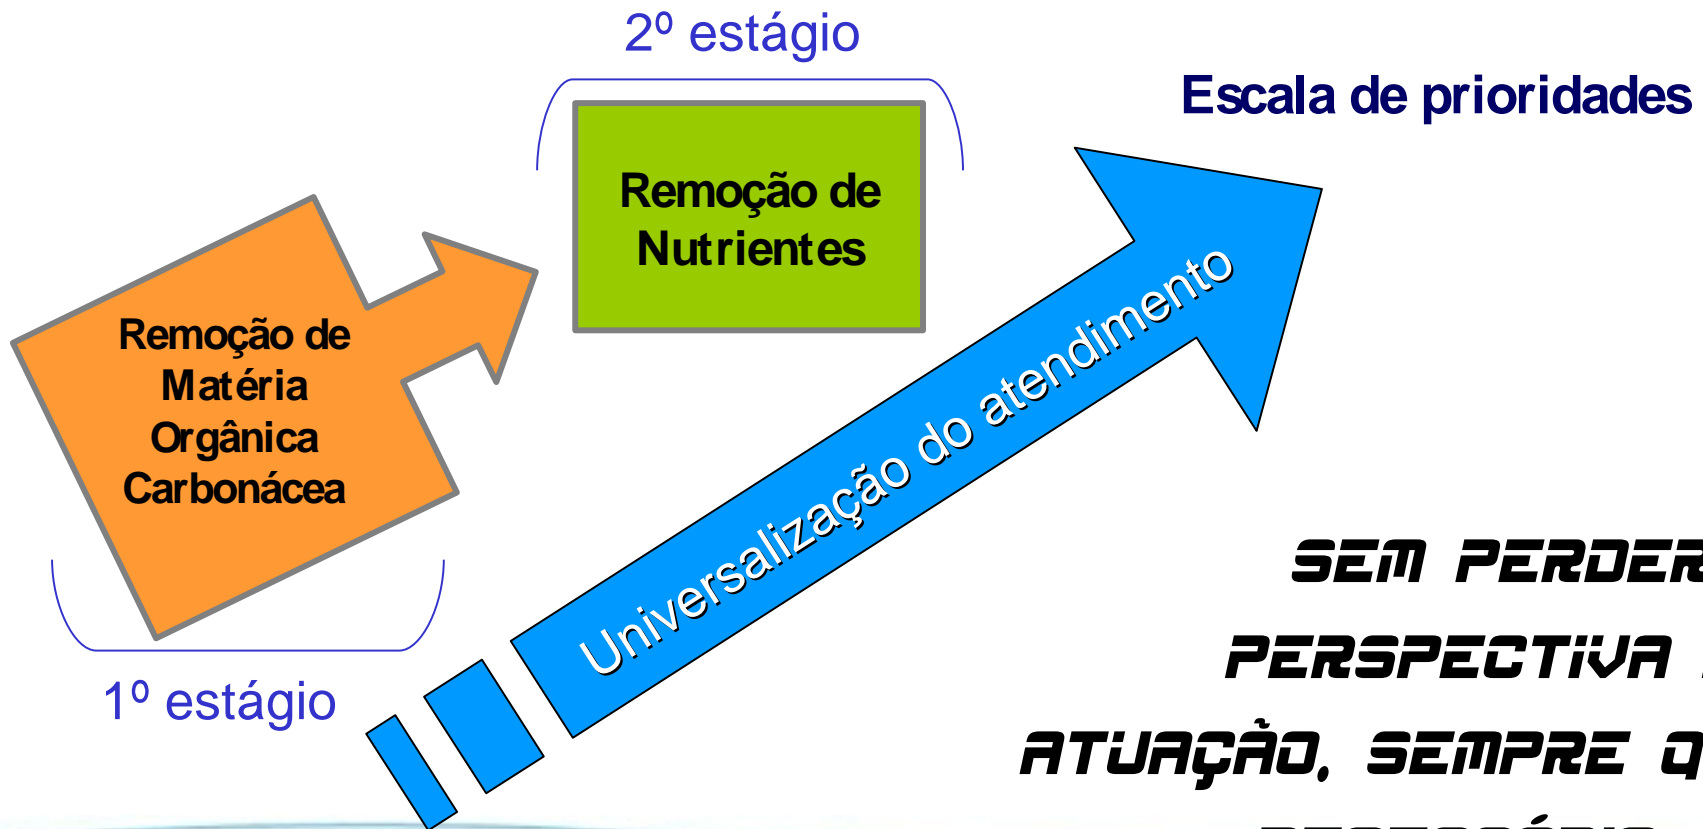 2º estágio
Escala de prioridades
Remoção de
Nutrientes
Remoção de
Matéria
Orgânica
Carbonácea
Universalização do atendimento
1º estágio
SEM PERDER
PERSPECTIVA
ATUAÇÃO, SEMPRE